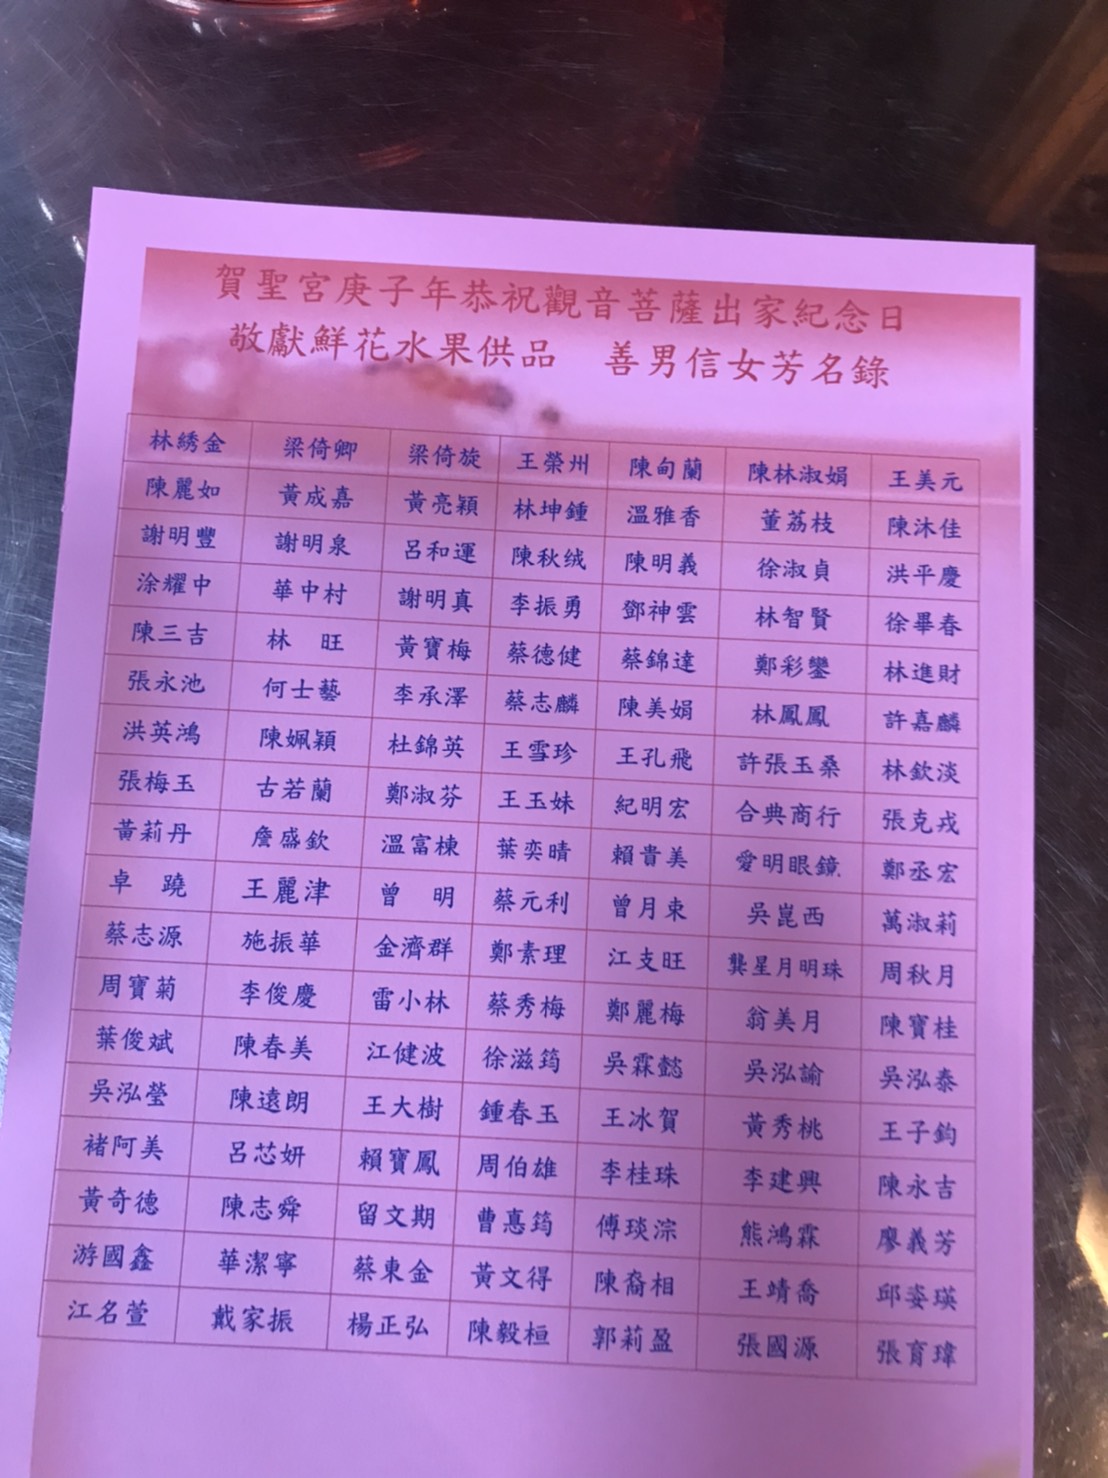 賀聖宮庚子年恭祝觀音菩薩出家紀念日
敬獻鮮花水果供品 善男信女芳名錄
林綉金 梁倚卿 梁倚旋 王榮州 陳甸蘭 陳林淑娟 王美元
陳麗如 黃成嘉 黃亮穎 林坤鍾 溫雅香 董荔枝 陳沐佳
謝明豐 謝明泉 呂和運 陳秋绒 陳明義 徐淑貞 洪平慶
涂耀中 華中村 謝明真 李振勇 鄧神雲 林智賢 徐畢春
陳三吉 林 旺 黃寶梅 蔡德健 蔡錦達 鄭彩鑾 林進財
張永池 何士藝 李承澤 蔡志麟 陳美娟 林鳳鳳 許嘉麟
洪英鴻 陳姵穎 杜錦英 王雪珍 王孔飛 許張玉桑 林欽淡
張梅玉 古若蘭 鄭淑芬 王玉妹 紀明宏 合典商行 張克戎
黃莉丹 詹盛欽 溫富棟 葉奕晴 賴貴美 愛明眼鏡 鄭丞宏
卓 蹺 王麗津 曾 明 蔡元利 曾月束 吳崑西 萬淑莉
蔡志源 施振華 金濟群 鄭素理 江支旺 龔星月明珠 周秋月
周寶菊 李俊慶 雷小林 蔡秀梅 鄭麗梅 翁美月 陳寶桂
葉俊斌 陳春美 江健波 徐滋筠 吳霖懿 吳泓諭 吳泓泰
吳泓瑩 陳遠朗 王大樹 鍾春玉 王冰賀 黃秀桃 王子鈞
褚阿美 呂芯妍 賴寶鳳 周伯雄 李桂珠 李建興 陳永吉
黃奇德 陳志舜 留文期 曹惪筠 傅琰淙 熊鴻霖 廖義芳
游國鑫 華潔寧 蔡東金 黃文得 陳裔相 王靖喬 邱姿瑛
江名萱 戴家振 楊正弘 陳毅桓 郭莉盈 張國源 張育瑋